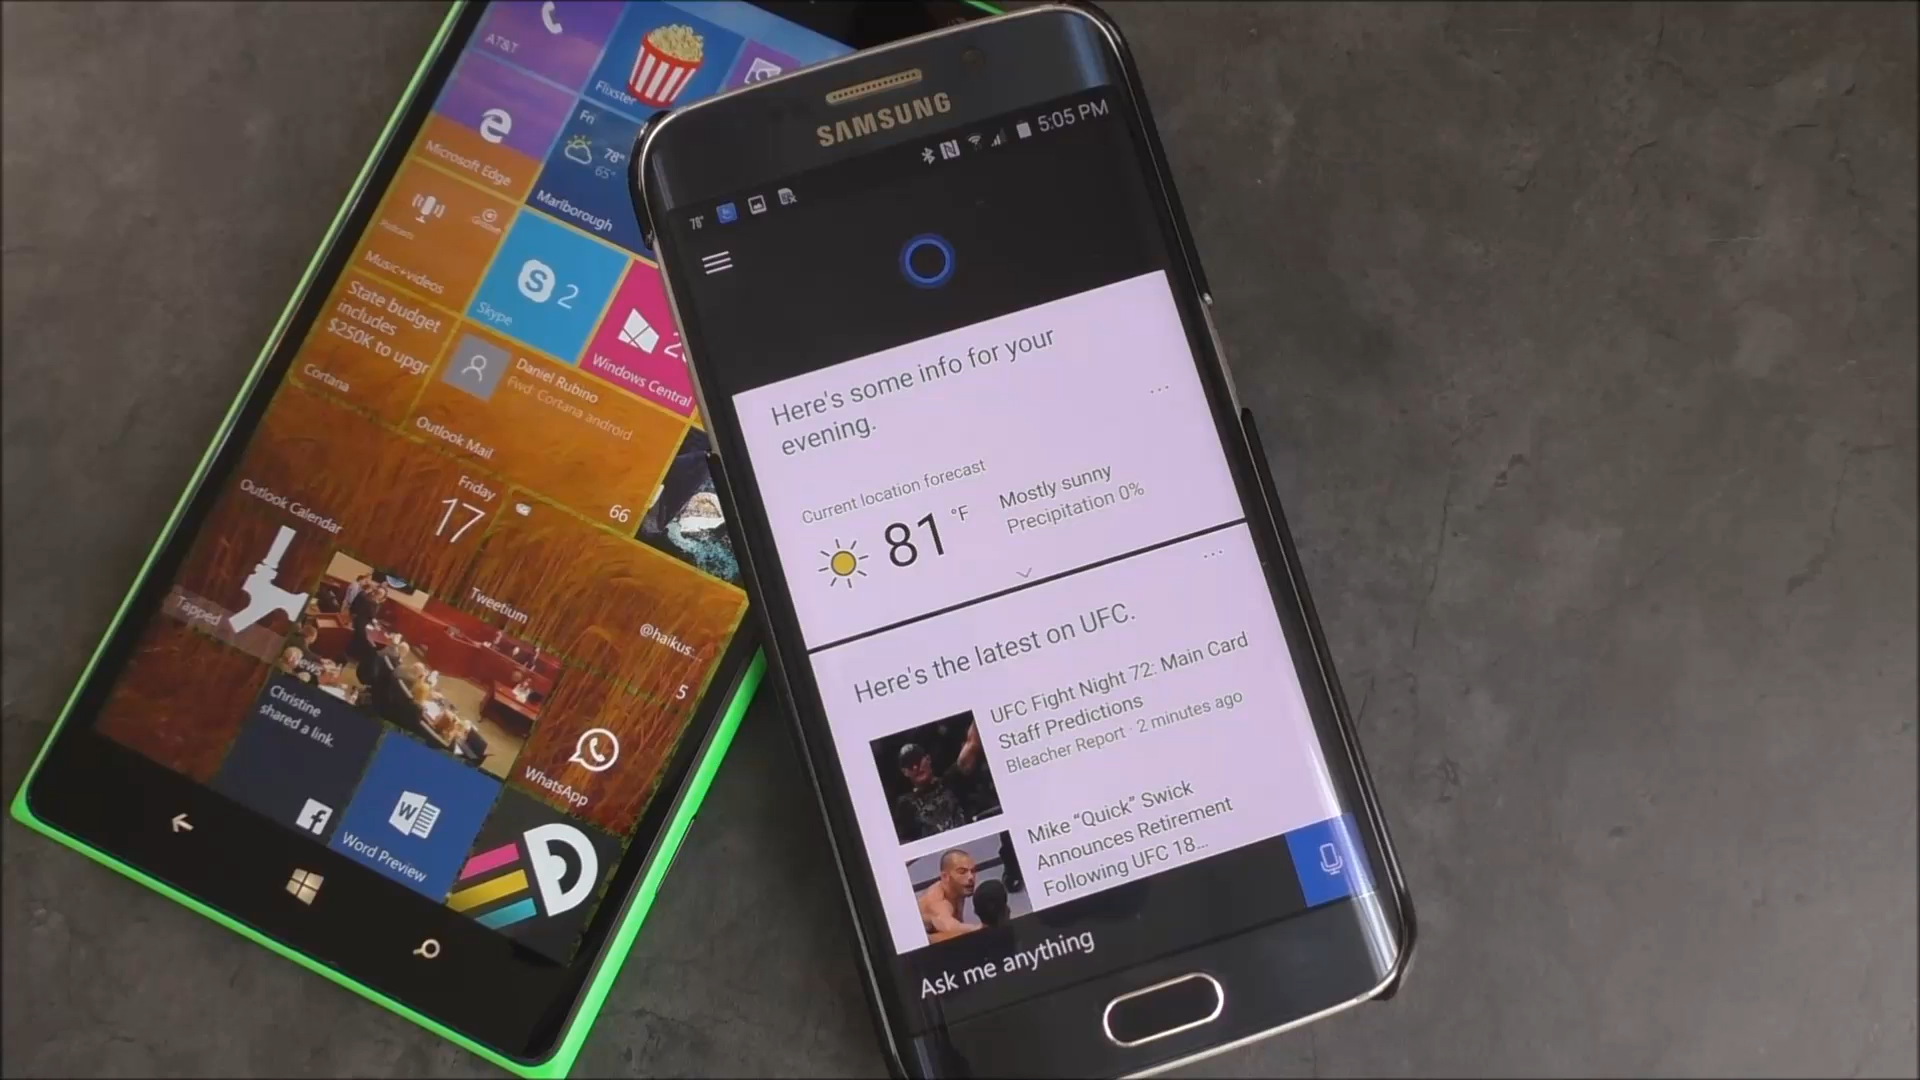 AT&T
Flixster
Microsoft Edge
Fri
78°
65°
Marlborough
Podcasts
Music+videos
Skype
2
Windows Central
State budget
includes
$250K to upgr
Cortana
Daniel Rubino
Fwd: Cortana android
Outlook Mail
66
Outlook Calendar
Friday
17
Tapped
News
Tweetium
@haikus:..
5
WhatsApp
Christine
shared a link.
Word Preview
SAMSUNG
5:05 PM
78°
Here's some info for your
evening.
Current location forecast
81 °F
Mostly sunny
Precipitation 0%
Here's the latest on UFC.
UFC Fight Night 72: Main Card
Staff Predictions
Bleacher Report · 2 minutes ago
Mike “Quick” Swick
Announces Retirement
Following UFC 18...
Ask me anything